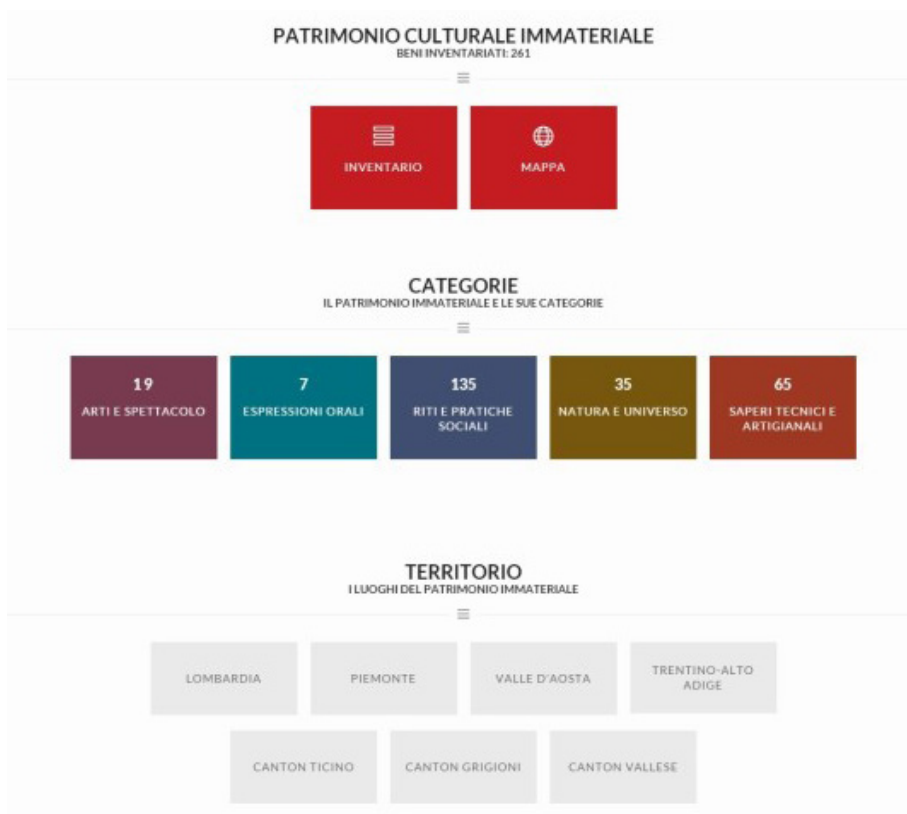 PATRIMONIO CULTURALE IMMATERIALE
BENI INVENTARIATI: 261
INVENTARIO
MAPPA
CATEGORIE
IL PATRIMONIO IMMATERIALE E LE SUE CATEGORIE
19
ARTI E SPETTACOLO
7
ESPRESSIONI ORALI
135
RITI E PRATICHE
SOCIALI
35
NATURA E UNIVERSO
65
SAPERI TECNICI E
ARTIGIANALI
TERRITORIO
I LUOGHI DEL PATRIMONIO IMMATERIALE
LOMBARDIA
PIEMONTE
VALLE D'AOSTA
TRENTINO-ALTO
ADIGE
CANTON TICINO
CANTON GRIGIONI
CANTON VALLESE